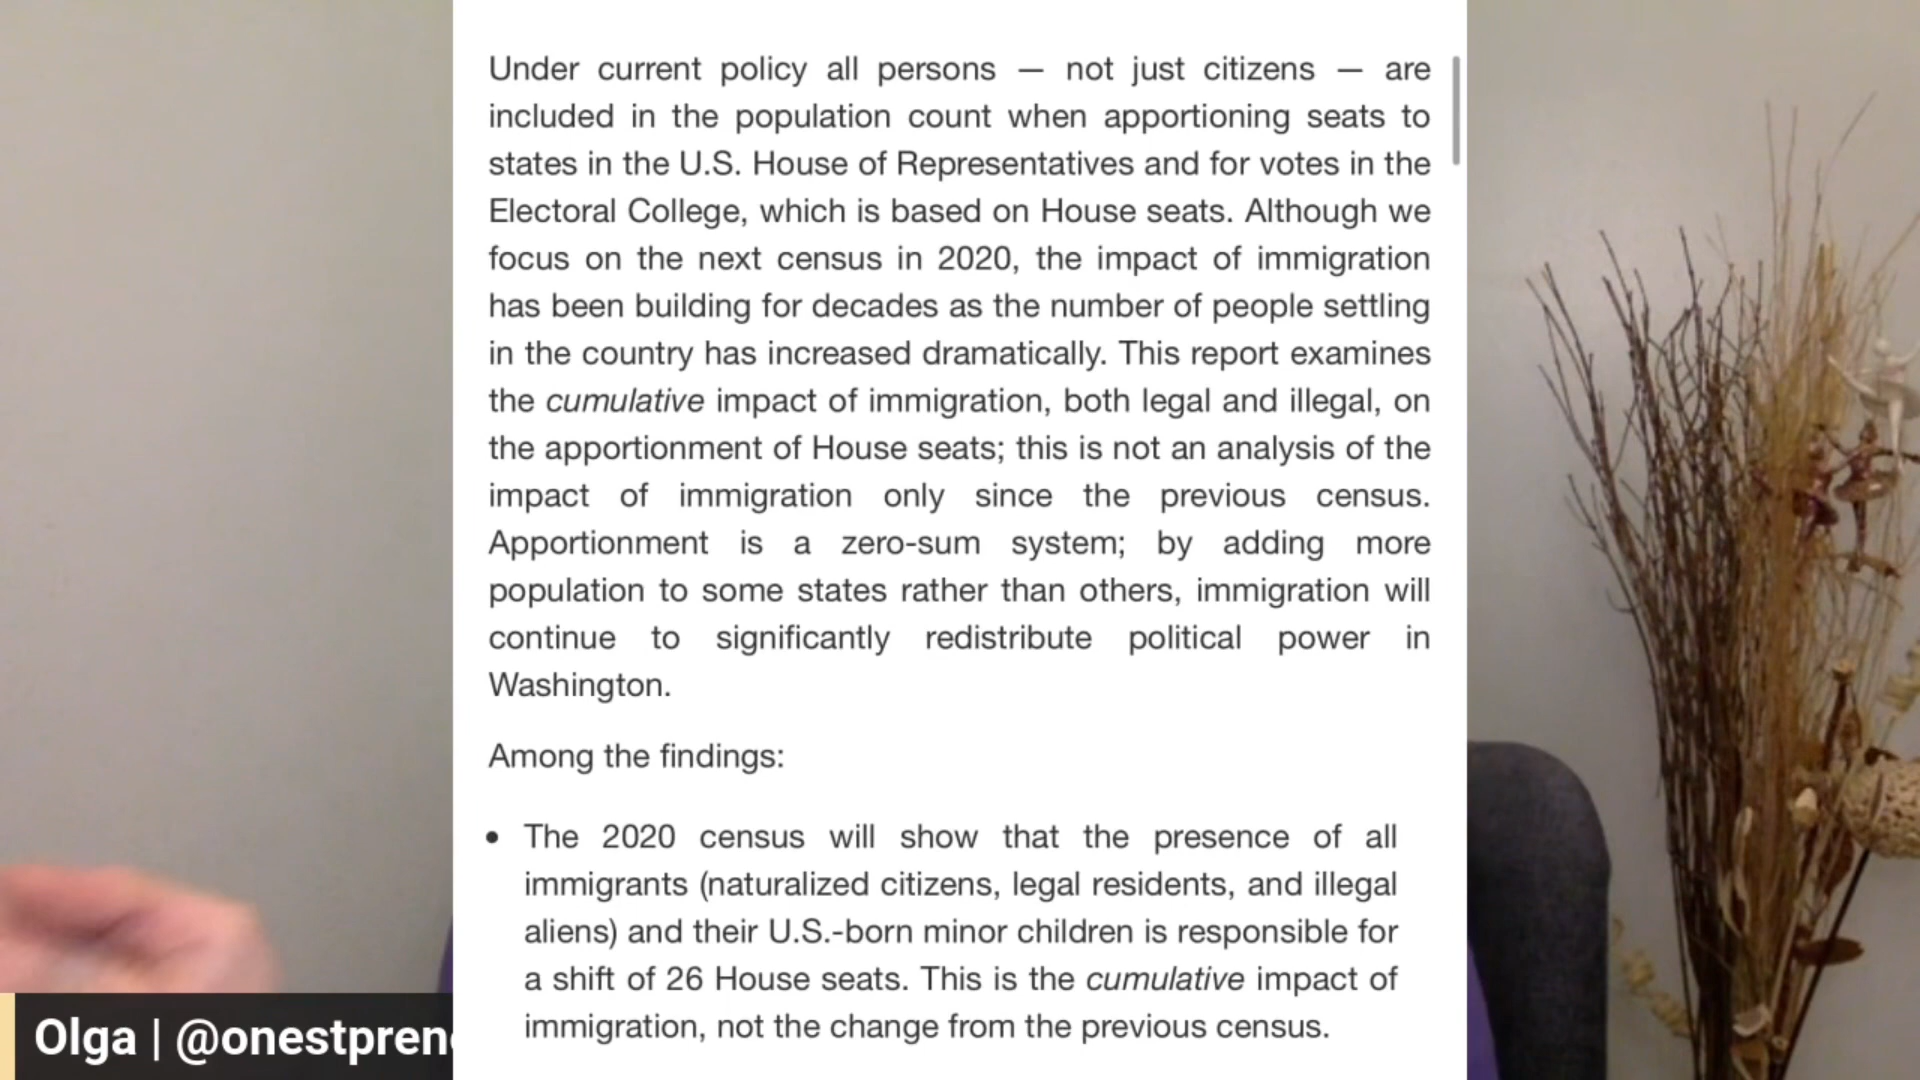 Under current policy all persons — not just citizens — are
included in the population count when apportioning seats to
states in the U.S. House of Representatives and for votes in the
Electoral College, which is based on House seats. Although we
focus on the next census in 2020, the impact of immigration
has been building for decades as the number of people settling
in the country has increased dramatically. This report examines
the cumulative impact of immigration, both legal and illegal, on
the apportionment of House seats; this is not an analysis of the
impact of immigration only since the previous census.
Apportionment is a zero-sum system; by adding more
population to some states rather than others, immigration will
continue to significantly redistribute political power in
Washington.
Among the findings:
• The 2020 census will show that the presence of all
immigrants (naturalized citizens, legal residents, and illegal
aliens) and their U.S.-born minor children is responsible for
a shift of 26 House seats. This is the cumulative impact of
immigration, not the change from the previous census.
Olga | @onestpren